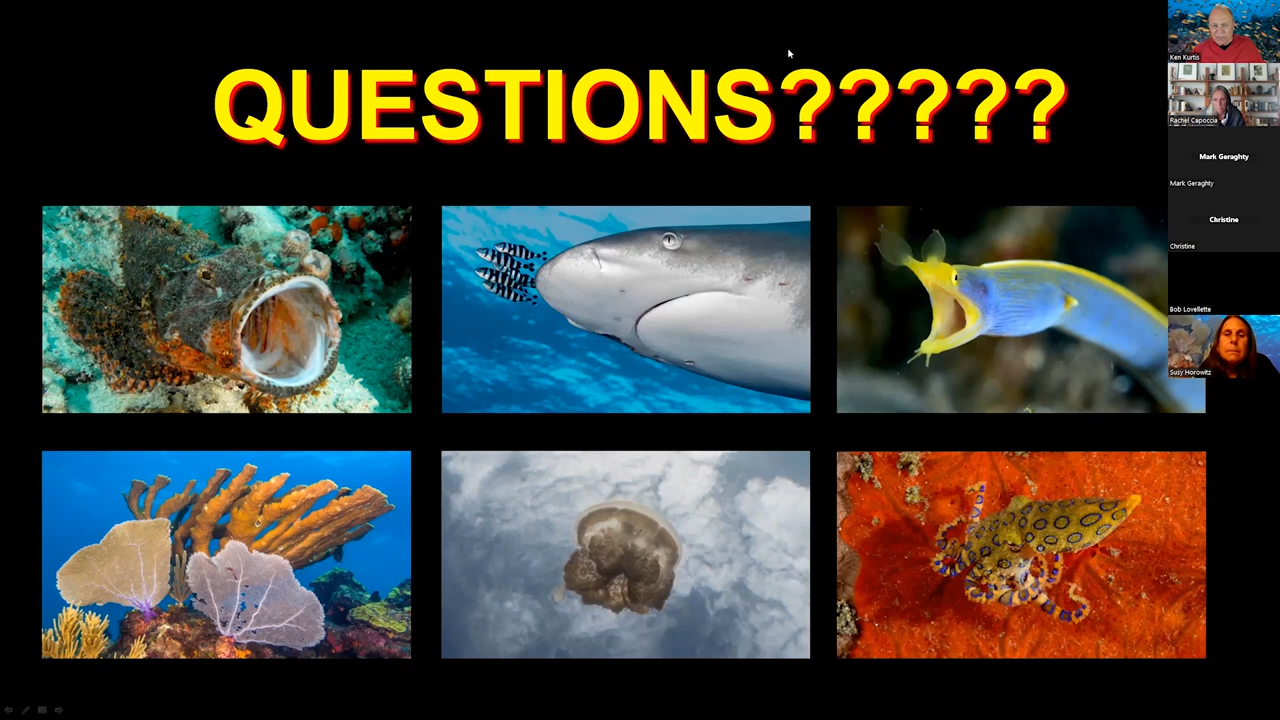 QUESTIONS?????
Ken Kurtis
Rachel Capoccia
Mark Geraghty
Mark Geraghty
Christine
Christine
Bob Lovellette
Susy Horowitz